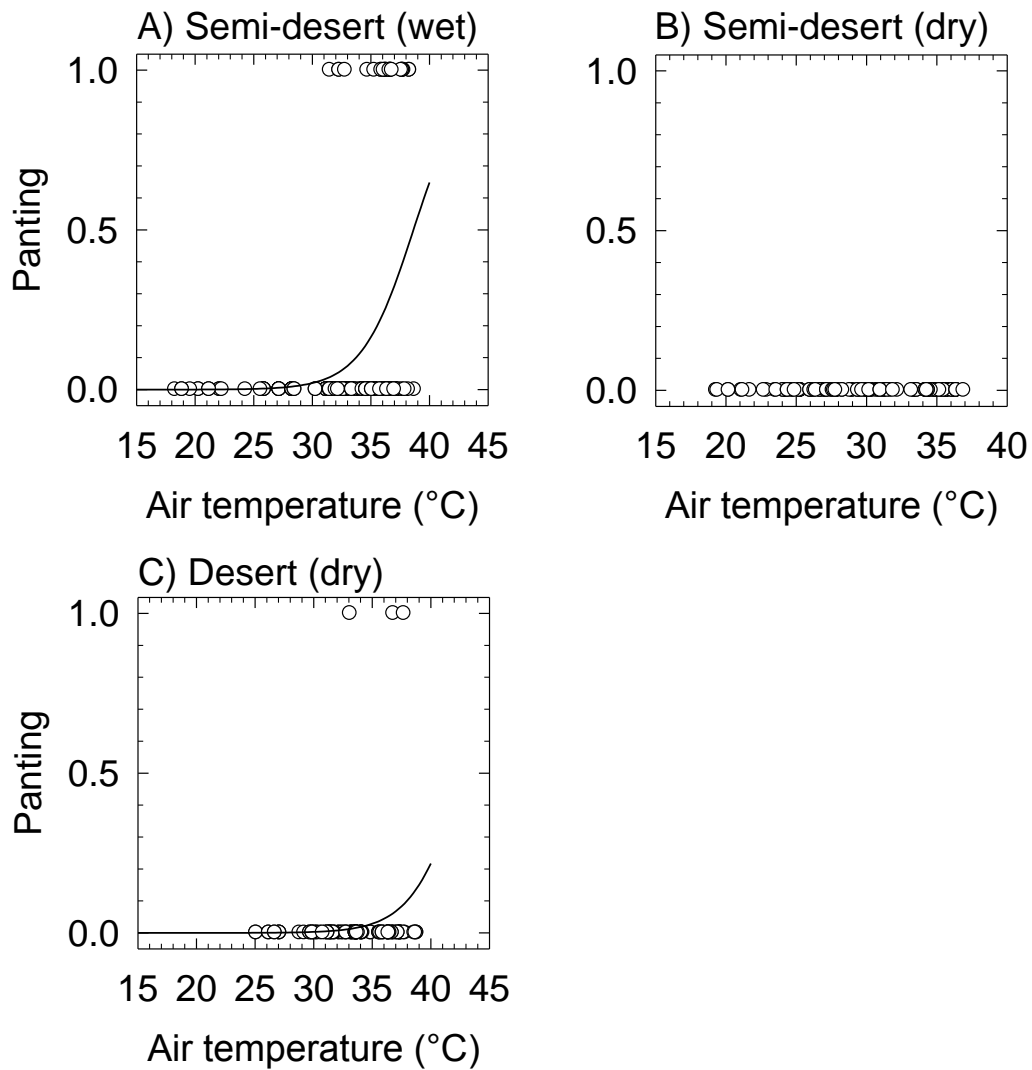 A) Semi-desert (wet)
1.0
0.5
0.0
Panting
15 20 25 30 35 40 45
Air temperature (°C)
B) Semi-desert (dry)
1.0
0.5
0.0
15 20 25 30 35 40
Air temperature (°C)
C) Desert (dry)
1.0
0.5
0.0
Panting
15 20 25 30 35 40 45
Air temperature (°C)